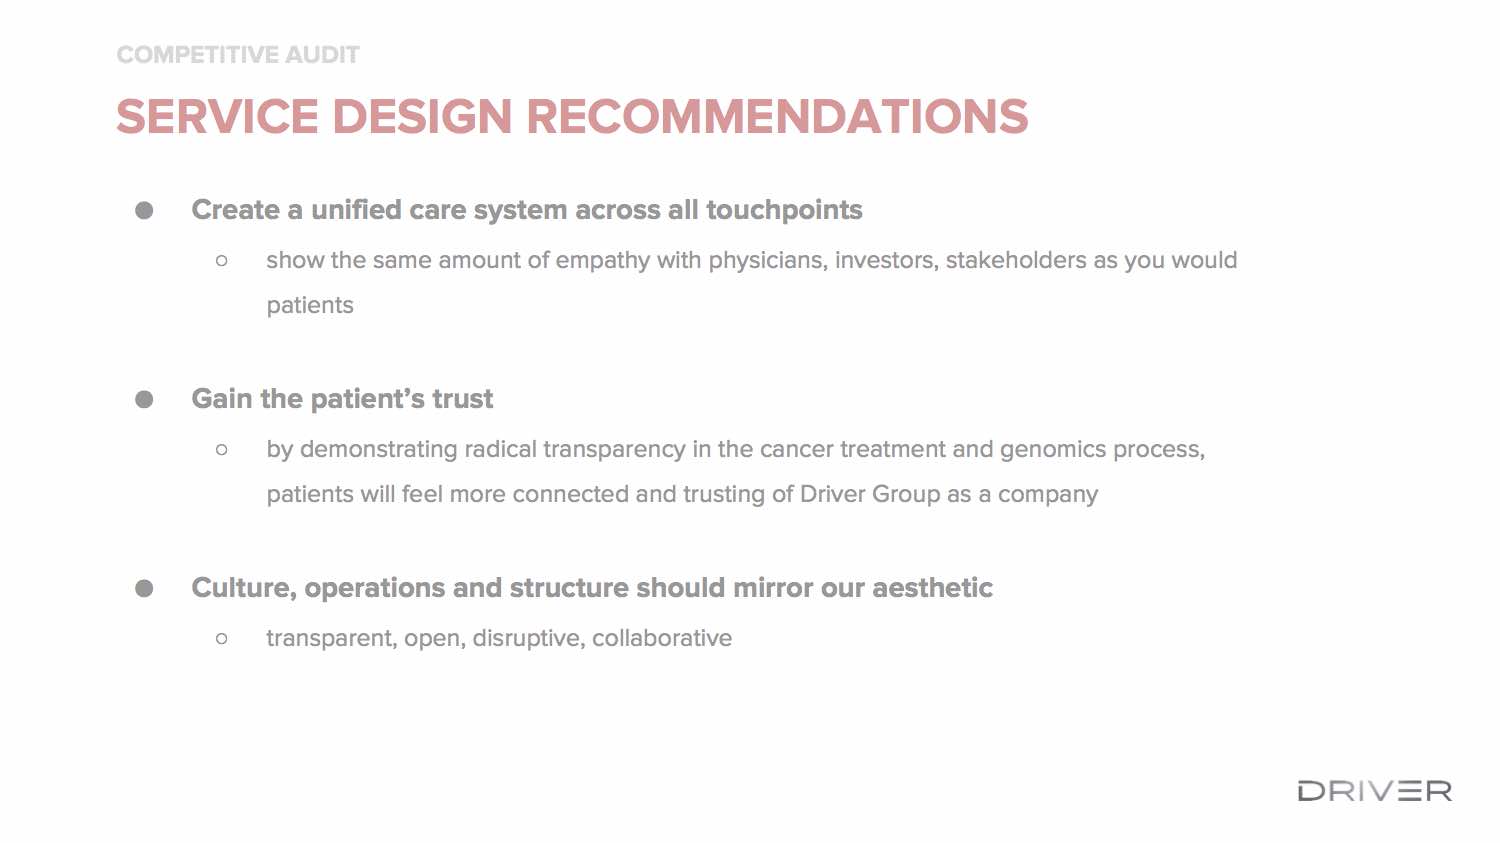 COMPETITIVE AUDIT
SERVICE DESIGN RECOMMENDATIONS
● Create a unified care system across all touchpoints
○ show the same amount of empathy with physicians, investors, stakeholders as you would
patients
● Gain the patient’s trust
○ by demonstrating radical transparency in the cancer treatment and genomics process,
patients will feel more connected and trusting of Driver Group as a company
● Culture, operations and structure should mirror our aesthetic
○ transparent, open, disruptive, collaborative
DRIVER